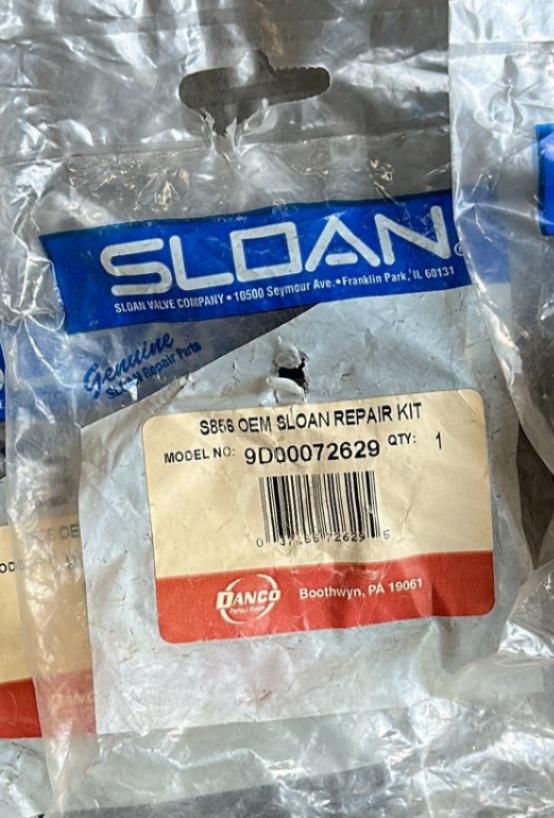 SLOAN®
SLOAN VALVE COMPANY • 10500 Seymour Ave. • Franklin Park, IL 60131
Genuine
SLOAN Repair Parts
S856 OEM SLOAN REPAIR KIT
MODEL NO: 9D00072629 QTY: 1
DANCO
Boothwyn, PA 19061